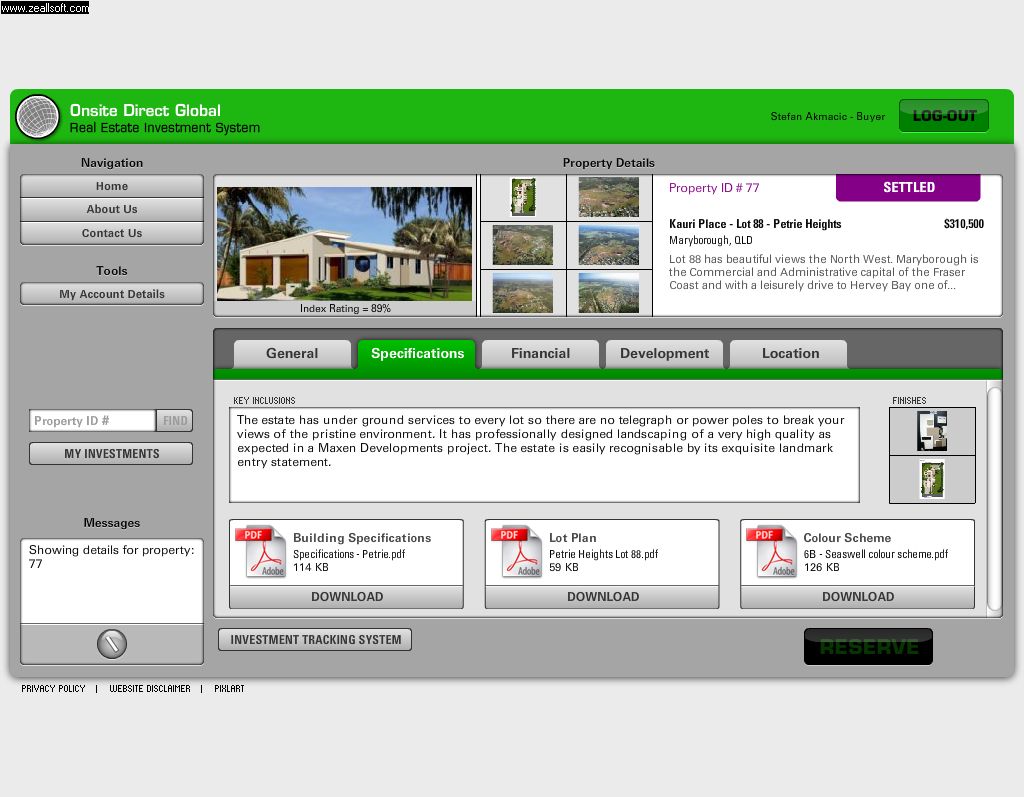 www.zeallsoft.com
Onsite Direct Global
Real Estate Investment System
Stefan Akmacic - Buyer
LOG-OUT
Navigation
Home
About Us
Contact Us
Tools
My Account Details
Property ID #
FIND
MY INVESTMENTS
Messages
Showing details for property:
77
Property Details
Index Rating = 89%
Property ID # 77
SETTLED
Kauri Place - Lot 88 - Petrie Heights
$310,500
Maryborough, QLD
Lot 88 has beautiful views the North West. Maryborough is
the Commercial and Administrative capital of the Fraser
Coast and with a leisurely drive to Hervey Bay one of...
General
Specifications
Financial
Development
Location
KEY INCLUSIONS
The estate has under ground services to every lot so there are no telegraph or power poles to break your
views of the pristine environment. It has professionally designed landscaping of a very high quality as
expected in a Maxen Developments project. The estate is easily recognisable by its exquisite landmark
entry statement.
FINISHES
PDF
Adobe
Building Specifications
Specifications - Petrie.pdf
114 KB
DOWNLOAD
PDF
Adobe
Lot Plan
Petrie Heights Lot 88.pdf
59 KB
DOWNLOAD
PDF
Adobe
Colour Scheme
6B - Seaswell colour scheme.pdf
126 KB
DOWNLOAD
INVESTMENT TRACKING SYSTEM
RESERVE
PRIVACY POLICY | WEBSITE DISCLAIMER | PIXLART